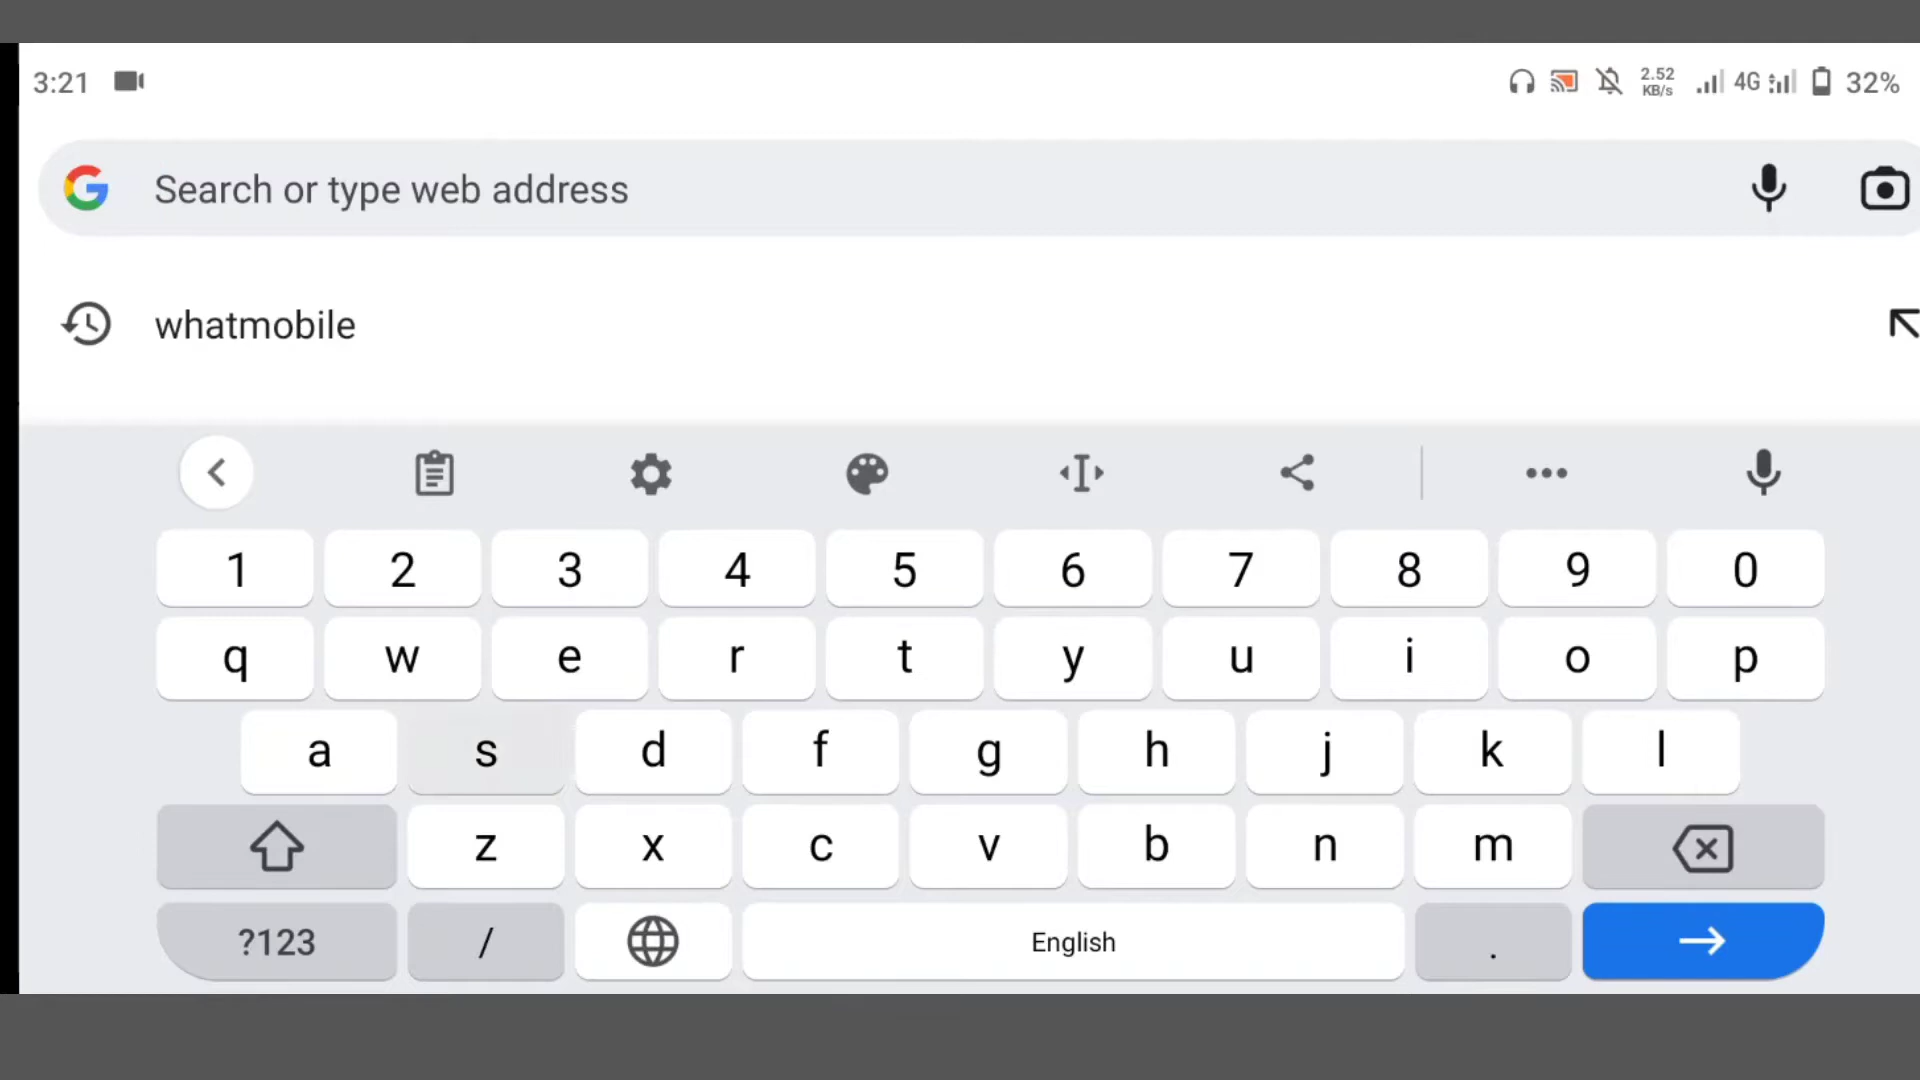 3:21 2.52 KB/s 4G 32%
Search or type web address
whatmobile
1 2 3 4 5 6 7 8 9 0
q w e r t y u i o p
a s d f g h j k l
z x c v b n m
?123 / English .